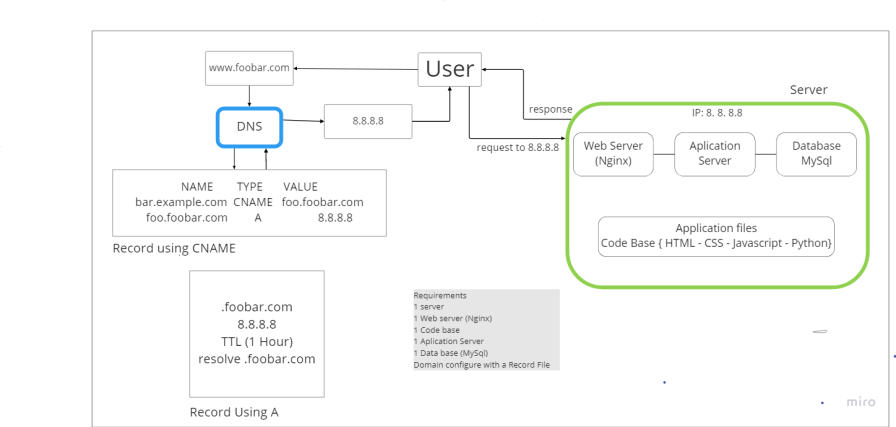 www.foobar.com
User
Server
DNS
8.8.8.8
response
request to 8.8.8.8
IP: 8. 8. 8.8
Web Server
(Nginx)
Aplication
Server
Database
MySql
NAME TYPE VALUE
bar.example.com CNAME foo.foobar.com
foo.foobar.com A 8.8.8.8
Record using CNAME
Application files
Code Base { HTML - CSS - Javascript - Python}
.foobar.com
8.8.8.8
TTL (1 Hour)
resolve .foobar.com
Record Using A
Requirements
1 server
1 Web server (Nginx)
1 Code base
1 Aplication Server
1 Data base (MySql)
Domain configure with a Record File
miro